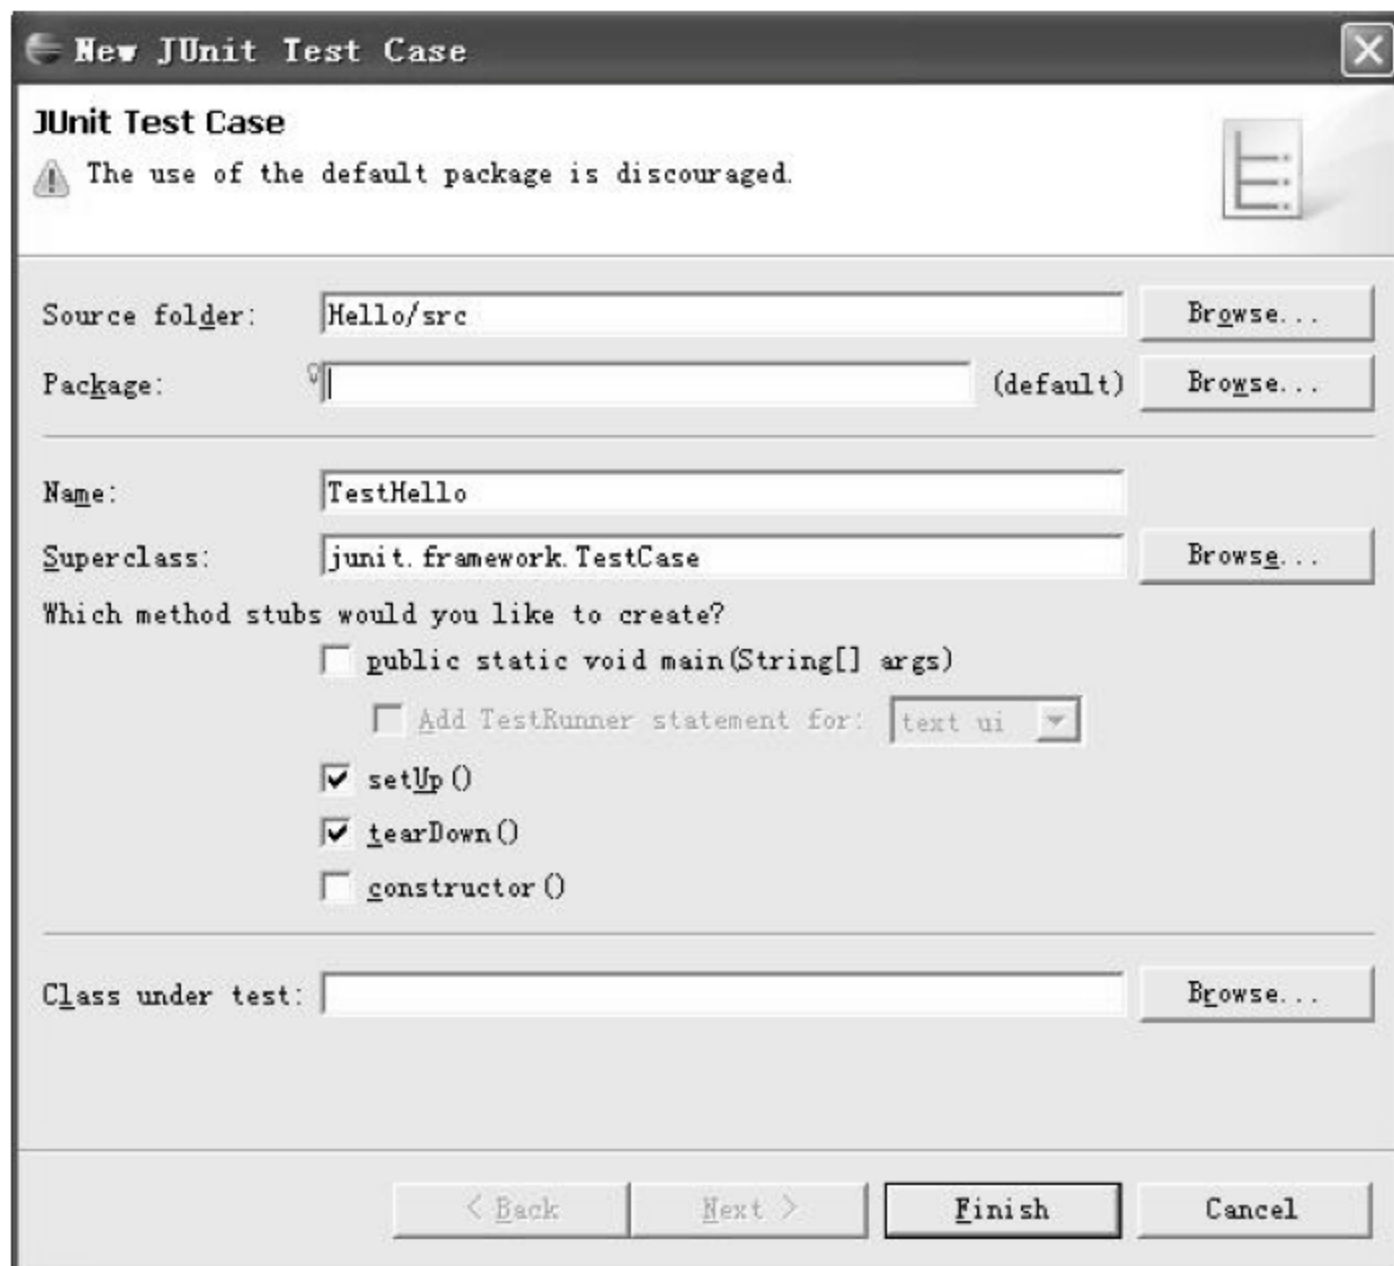 New JUnit Test Case
JUnit Test Case
The use of the default package is discouraged.
Source folder: Hello/src Browse...
Package: (default) Browse...
Name: TestHello
Superclass: junit.framework.TestCase Browse...
Which method stubs would you like to create?
public static void main(String[] args)
Add TestRunner statement for: text ui
setUp()
tearDown()
constructor()
Class under test: Browse...
< Back Next > Finish Cancel